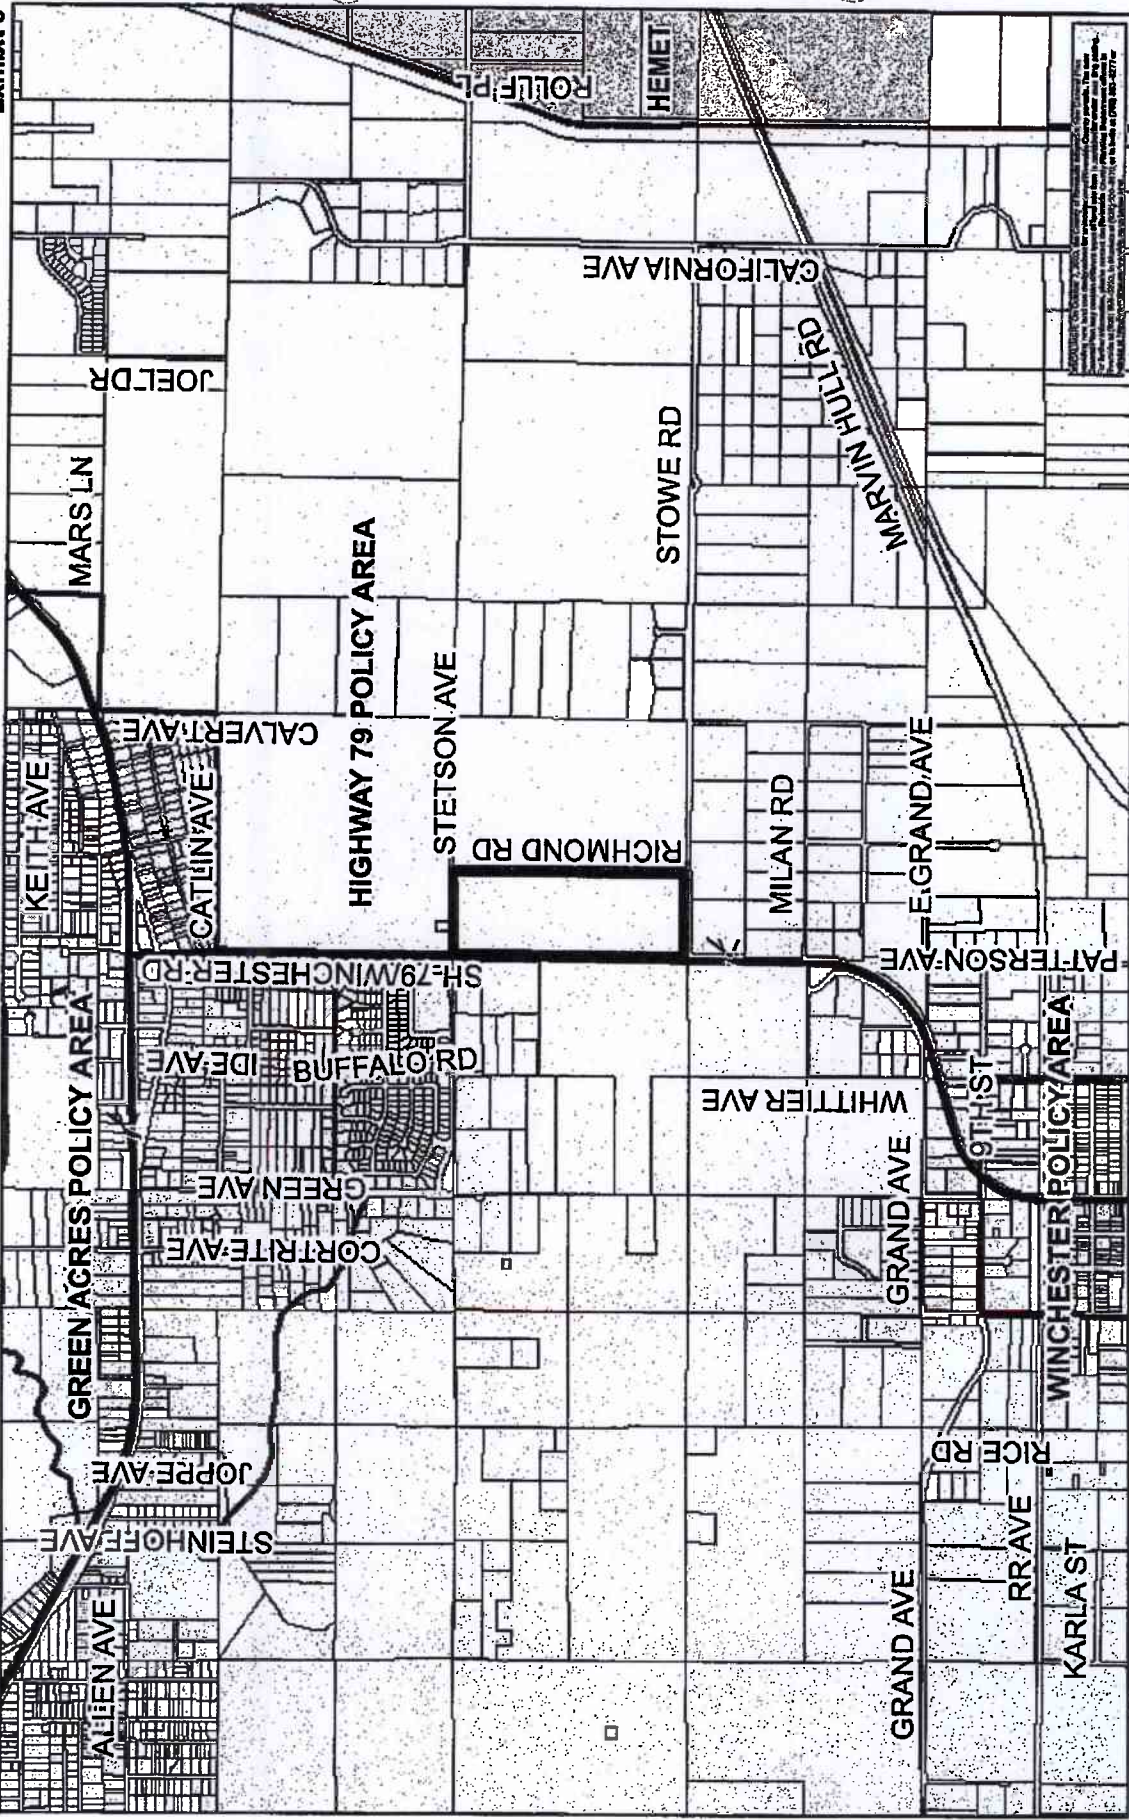 KEITH AVE
MARS LN
JOEL DR
ROLLF PL
HEMET
GREEN ACRES POLICY AREA
CALVERT AVE
CATLIN AVE
ALLEN AVE
STEINHOFF AVE
JOPPE AVE
CORTRITE AVE
GREEN AVE
IDE AVE
BUFFALO RD
SH-79/WINCHESTER RD
HIGHWAY 79 POLICY AREA
STETSON AVE
RICHMOND RD
STOWE RD
CALIFORNIA AVE
MARVIN HULL RD
MILAN RD
E GRAND AVE
PATTERSON AVE
WHITTIER AVE
GRAND AVE
9TH ST
WINCHESTER POLICY AREA
RICE RD
GRAND AVE
RR AVE
KARLA ST